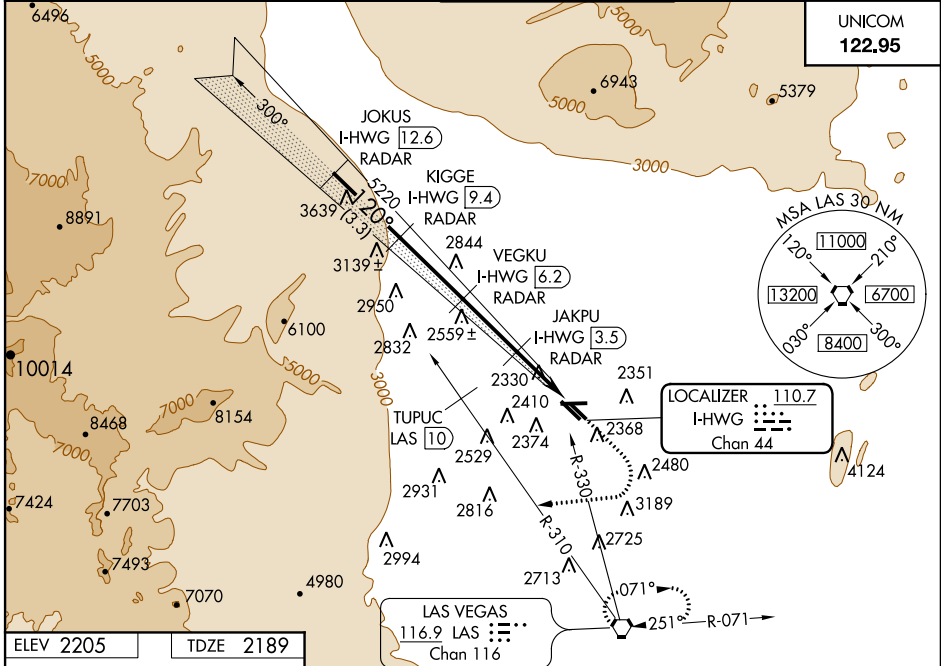 6496
5000
UNICOM
122.95
6943
5000
5379
300°
JOKUS
I-HWG 12.6
RADAR
3000
7000
5220
KIGGE
I-HWG 9.4
RADAR
120°
3639 (3.3)
8891
3139 ±
2844
VEGKU
I-HWG 6.2
RADAR
MSA LAS 30 NM
120°
11000
210°
13200
6700
030°
8400
300°
2950
6100
2832
2559 ±
JAKPU
I-HWG 3.5
RADAR
10014
5000
3000
2330
2351
7000
8154
8468
7000
TUPUC
LAS 10
2410
2374
2368
LOCALIZER 110.7
I-HWG
Chan 44
2529
R-330
2480
4124
2931
2816
3189
7424
7703
R-310
2725
2994
7493
2713
4980
7070
071°
251°
R-071
LAS VEGAS
116.9 LAS
Chan 116
ELEV 2205
TDZE 2189